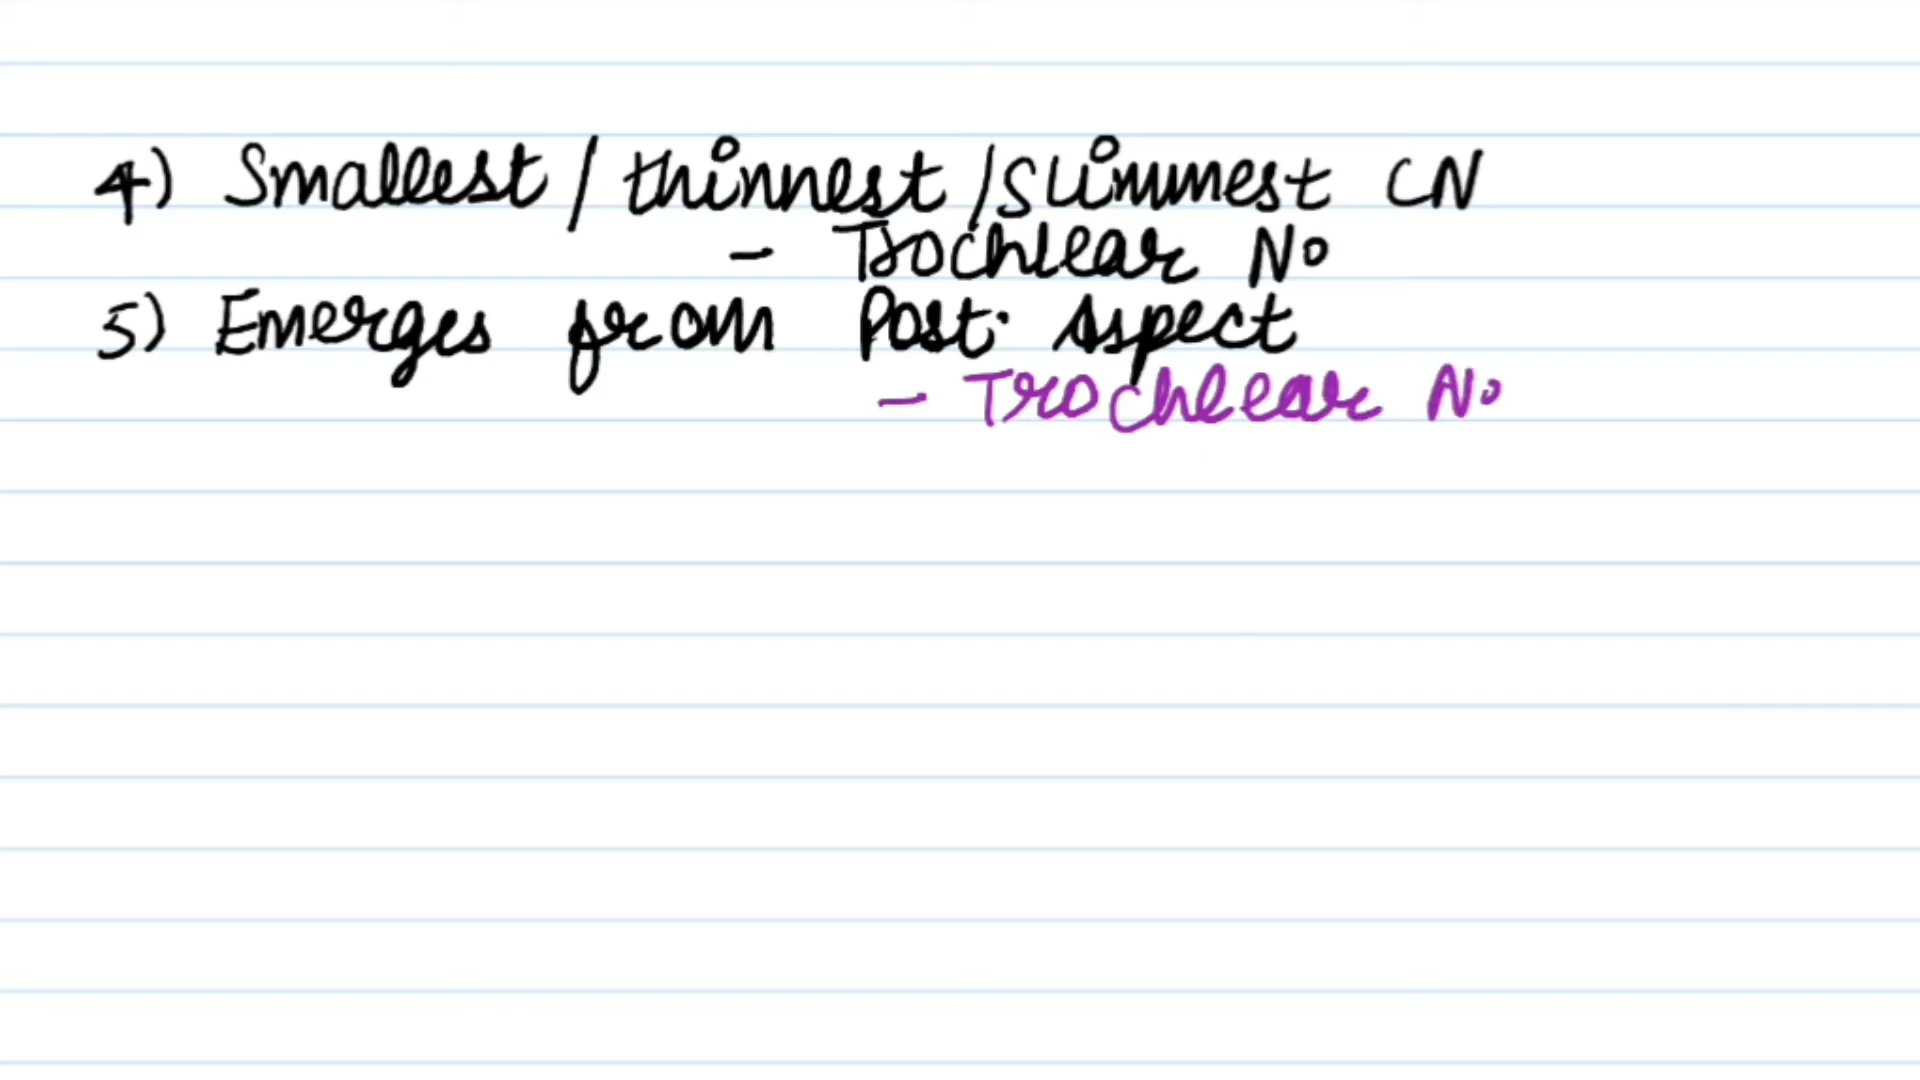 4) Smallest / thinnest / slimmest CN
- Trochlear N.
5) Emerges from Post. Aspect
- Trochlear N.